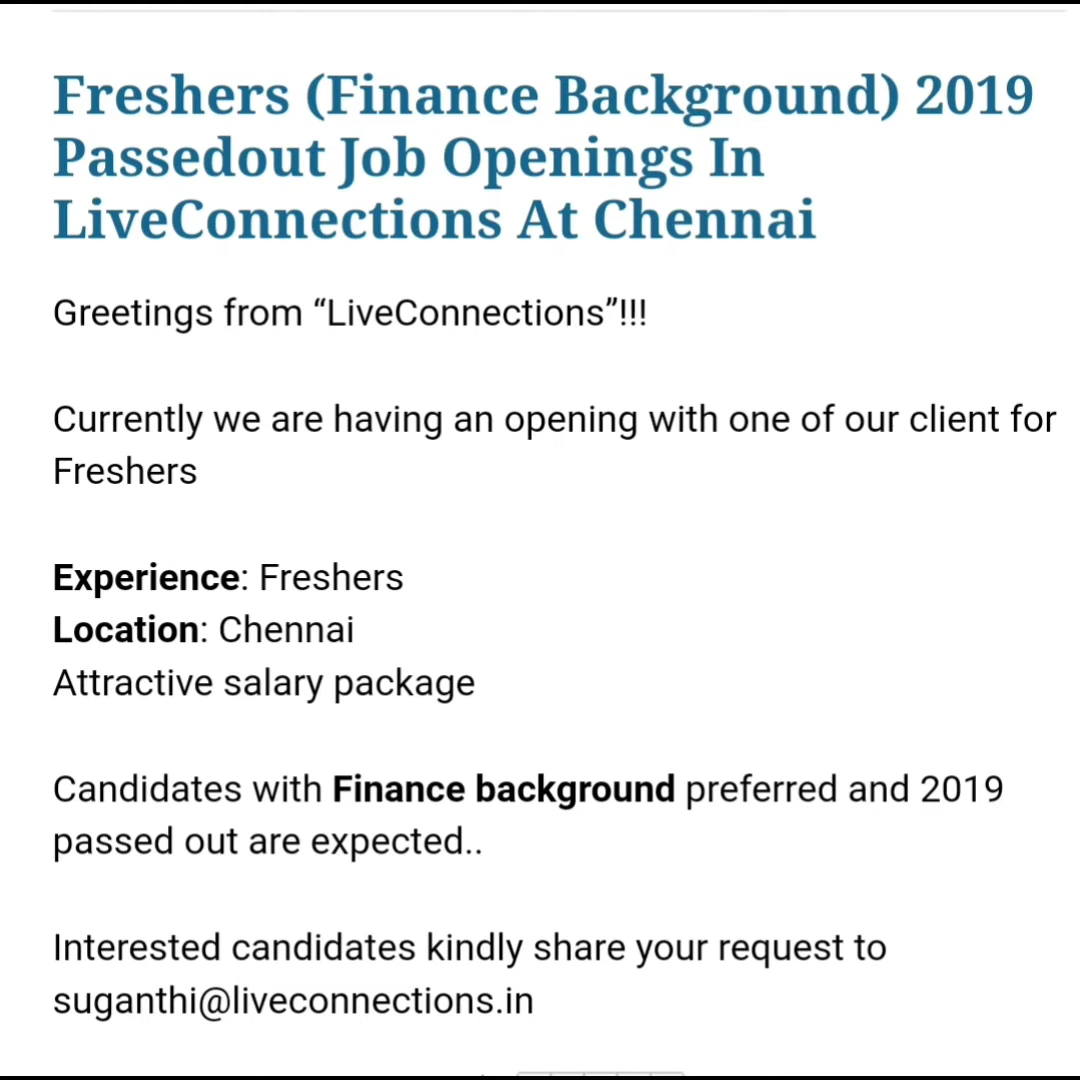 Freshers (Finance Background) 2019
Passedout Job Openings In
LiveConnections At Chennai
Greetings from “LiveConnections”!!!
Currently we are having an opening with one of our client for
Freshers
Experience: Freshers
Location: Chennai
Attractive salary package
Candidates with Finance background preferred and 2019
passed out are expected..
Interested candidates kindly share your request to
suganthi@liveconnections.in